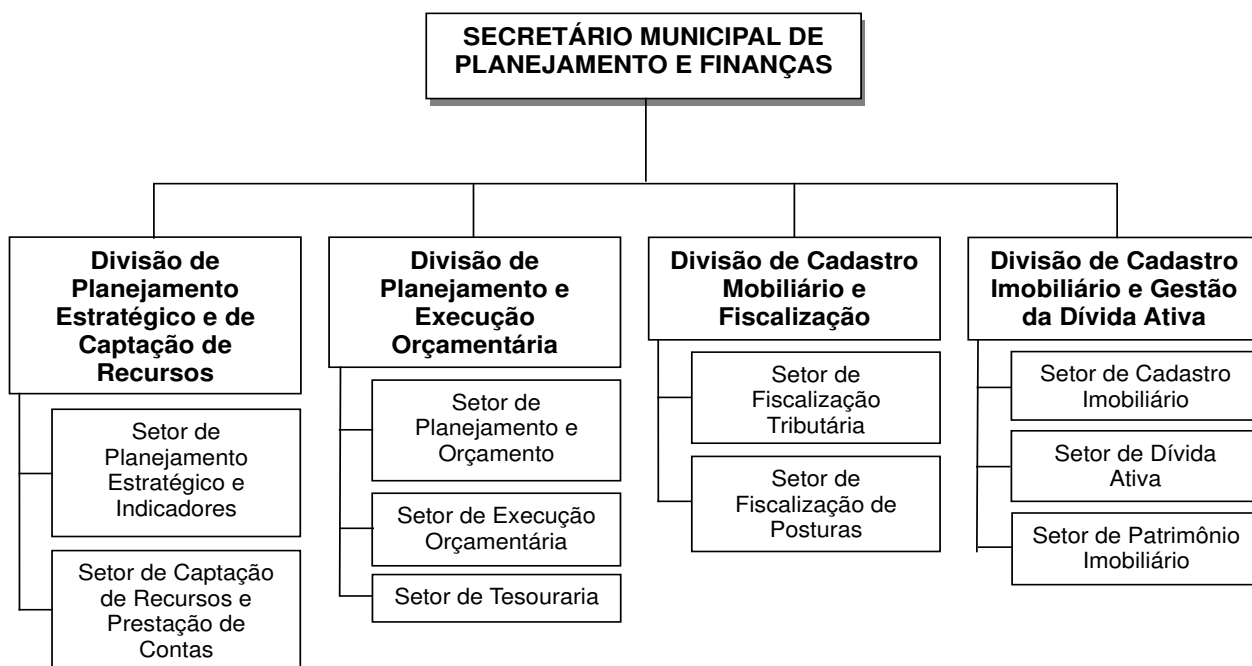 SECRETÁRIO MUNICIPAL DE
PLANEJAMENTO E FINANÇAS
Divisão de
Planejamento
Estratégico e de
Captação de
Recursos
Setor de
Planejamento
Estratégico e
Indicadores
Setor de Captação
de Recursos e
Prestação de
Contas
Divisão de
Planejamento e
Execução
Orçamentária
Setor de
Planejamento e
Orçamento
Setor de Execução
Orçamentária
Setor de Tesouraria
Divisão de Cadastro
Mobiliário e
Fiscalização
Setor de
Fiscalização
Tributária
Setor de
Fiscalização de
Posturas
Divisão de Cadastro
Imobiliário e Gestão
da Dívida Ativa
Setor de Cadastro
Imobiliário
Setor de Dívida
Ativa
Setor de Patrimônio
Imobiliário